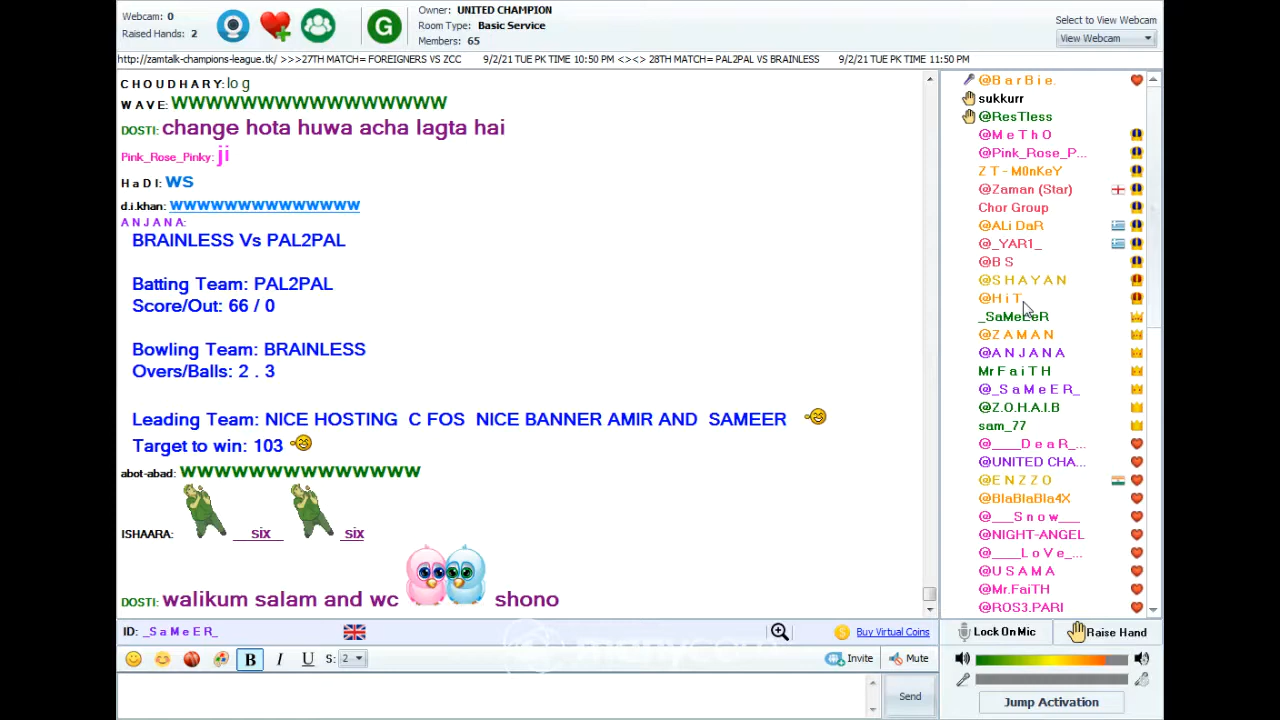 Webcam: 0
Raised Hands: 2
G
Owner: UNITED CHAMPION
Room Type: Basic Service
Members: 65
Select to View Webcam
View Webcam
http://zamtalk-champions-league.tk/ >>>27TH MATCH= FOREIGNERS VS ZCC 9/2/21 TUE PK TIME 10:50 PM <><> 28TH MATCH= PAL2PAL VS BRAINLESS 9/2/21 TUE PK TIME 11:50 PM
C H O U D H A R Y: lo g
W A V E: WWWWWWWWWWWWWWWW
DOSTI: change hota huwa acha lagta hai
Pink_Rose_Pinky: ji
H a D I: ws
d.i.khan: wwwwwwwwwwwwww
A N J A N A:
BRAINLESS Vs PAL2PAL
Batting Team: PAL2PAL
Score/Out: 66 / 0
Bowling Team: BRAINLESS
Overs/Balls: 2 . 3
Leading Team: NICE HOSTING C FOS NICE BANNER AMIR AND SAMEER
Target to win: 103
abot-abad: wwwwwwwwwwwwww
ISHAARA: __six__ _six
DOSTI: walikum salam and wc shono
@B a r B i e.
sukkurr
@ResTless
@M e T h O
@Pink_Rose_P...
Z T - M0nKeY
@Zaman (Star)
Chor Group
@ALi DaR
@_YAR1_
@B S
@S H A Y A N
@H i T
_SaMeEeR
@Z A M A N
@A N J A N A
Mr F a i T H
@_S a M e E R_
@Z.O.H.A.I.B
sam_77
@____D e a R_...
@UNITED CHA...
@E N Z Z O
@BlaBlaBla4X
@___S n o w___
@NIGHT-ANGEL
@____L o V e_...
@U S A M A
@Mr.FaiTH
@ROS3.PARI
ID: _S a M e E R_
Buy Virtual Coins
Lock On Mic
Raise Hand
B I U S: 2
Invite
Mute
Send
Jump Activation